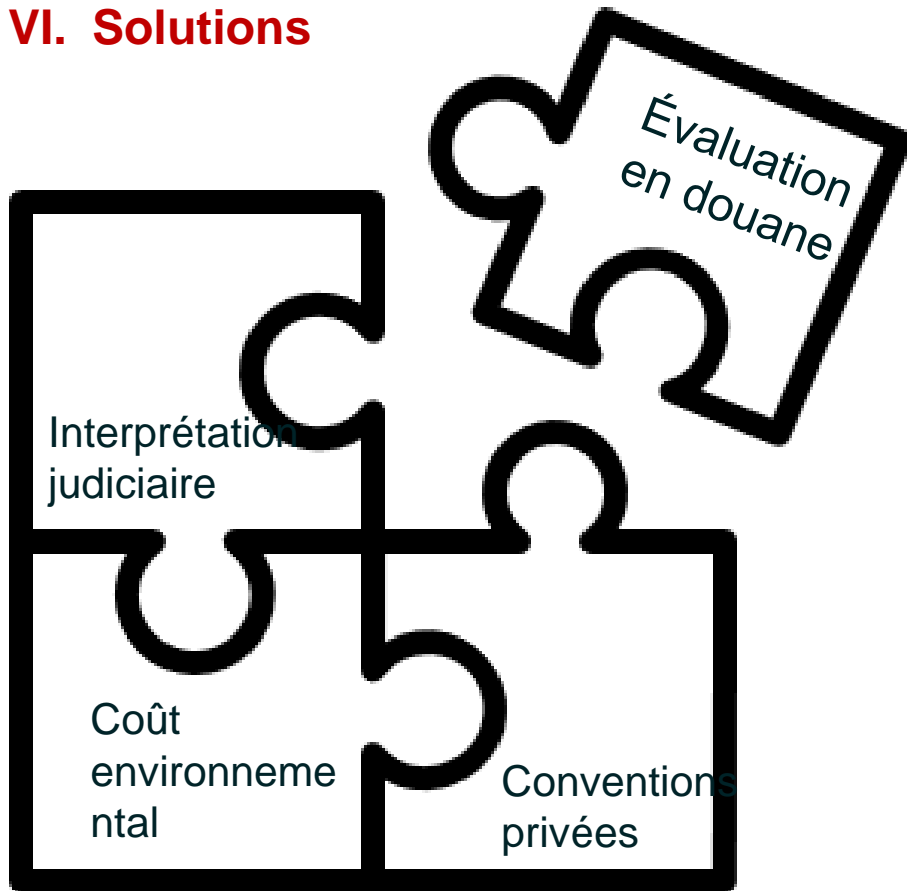 VI. Solutions
Évaluation
en douane
Interprétation
judiciaire
Coût
environneme
ntal
Conventions
privées